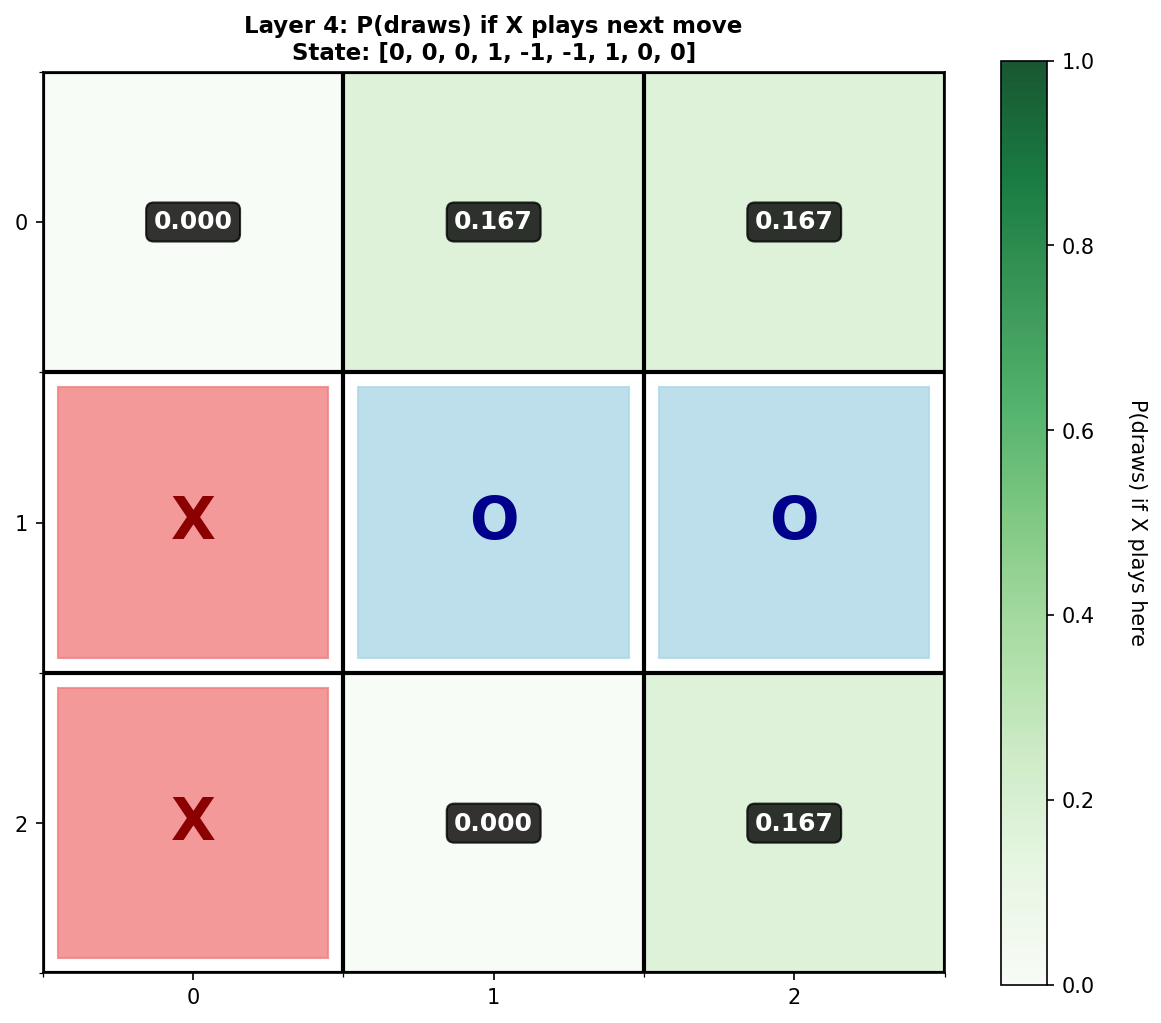 Layer 4: P(draws) if X plays next move
State: [0, 0, 0, 1, -1, -1, 1, 0, 0]
0
0.000
0.167
0.167
1
X
O
O
2
X
0.000
0.167
0
1
2
1.0
0.8
0.6
0.4
0.2
0.0
P(draws) if X plays here